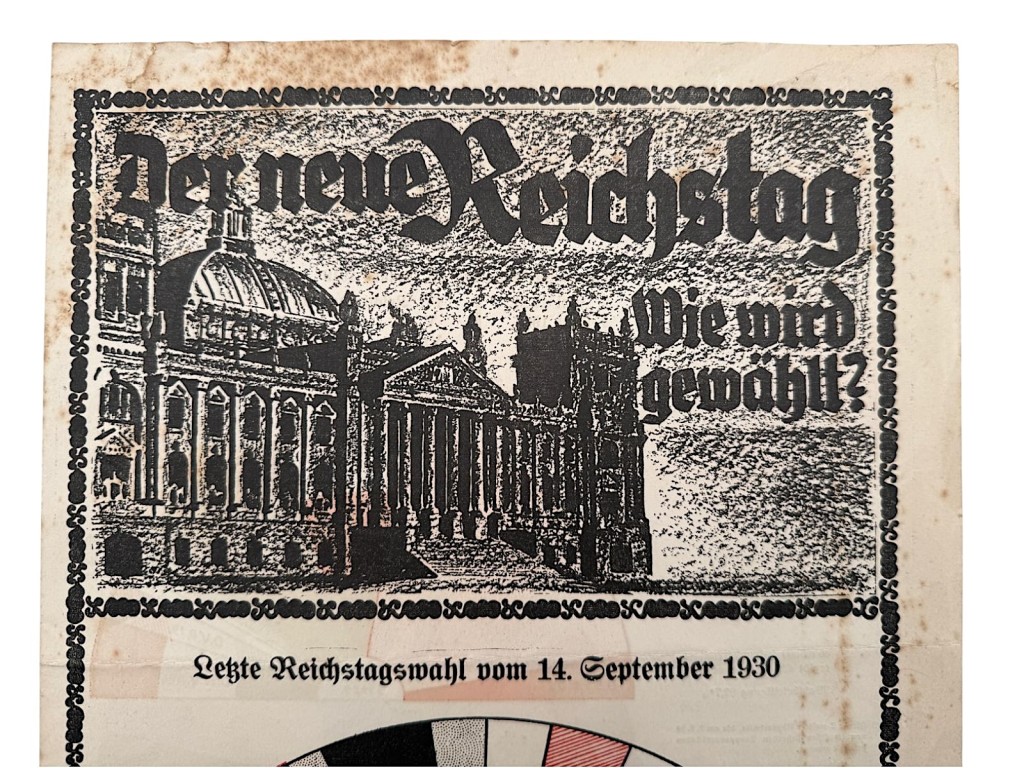 Der neue Reichstag
Wie wird
gewählt?
Letzte Reichstagswahl vom 14. September 1930